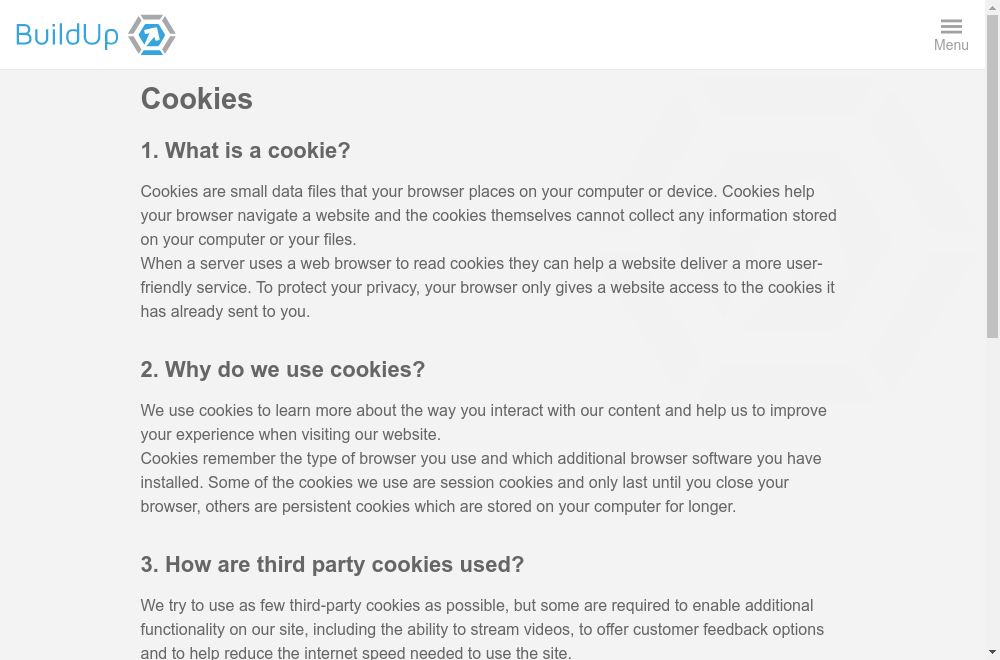 BuildUp
Menu
Cookies
1. What is a cookie?
Cookies are small data files that your browser places on your computer or device. Cookies help
your browser navigate a website and the cookies themselves cannot collect any information stored
on your computer or your files.
When a server uses a web browser to read cookies they can help a website deliver a more user-
friendly service. To protect your privacy, your browser only gives a website access to the cookies it
has already sent to you.
2. Why do we use cookies?
We use cookies to learn more about the way you interact with our content and help us to improve
your experience when visiting our website.
Cookies remember the type of browser you use and which additional browser software you have
installed. Some of the cookies we use are session cookies and only last until you close your
browser, others are persistent cookies which are stored on your computer for longer.
3. How are third party cookies used?
We try to use as few third-party cookies as possible, but some are required to enable additional
functionality on our site, including the ability to stream videos, to offer customer feedback options
and to help reduce the internet speed needed to use the site.